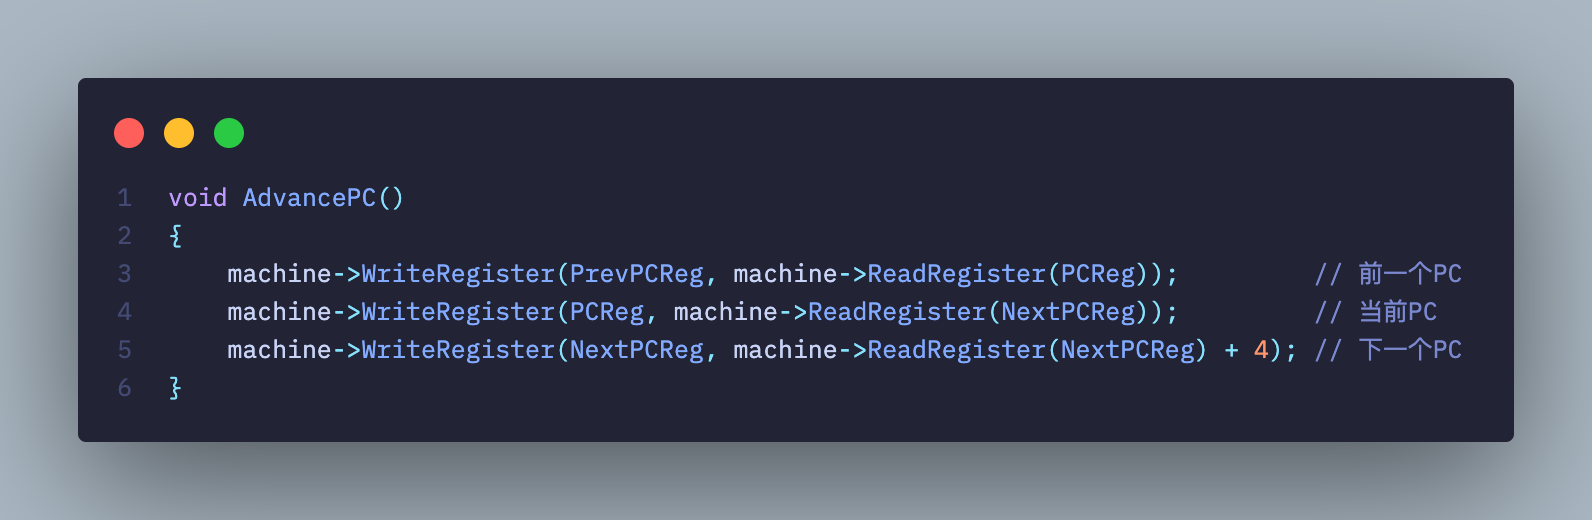 1 void AdvancePC()
2 {
3 machine->WriteRegister(PrevPCReg, machine->ReadRegister(PCReg)); // 前一个PC
4 machine->WriteRegister(PCReg, machine->ReadRegister(NextPCReg)); // 当前PC
5 machine->WriteRegister(NextPCReg, machine->ReadRegister(NextPCReg) + 4); // 下一个PC
6 }